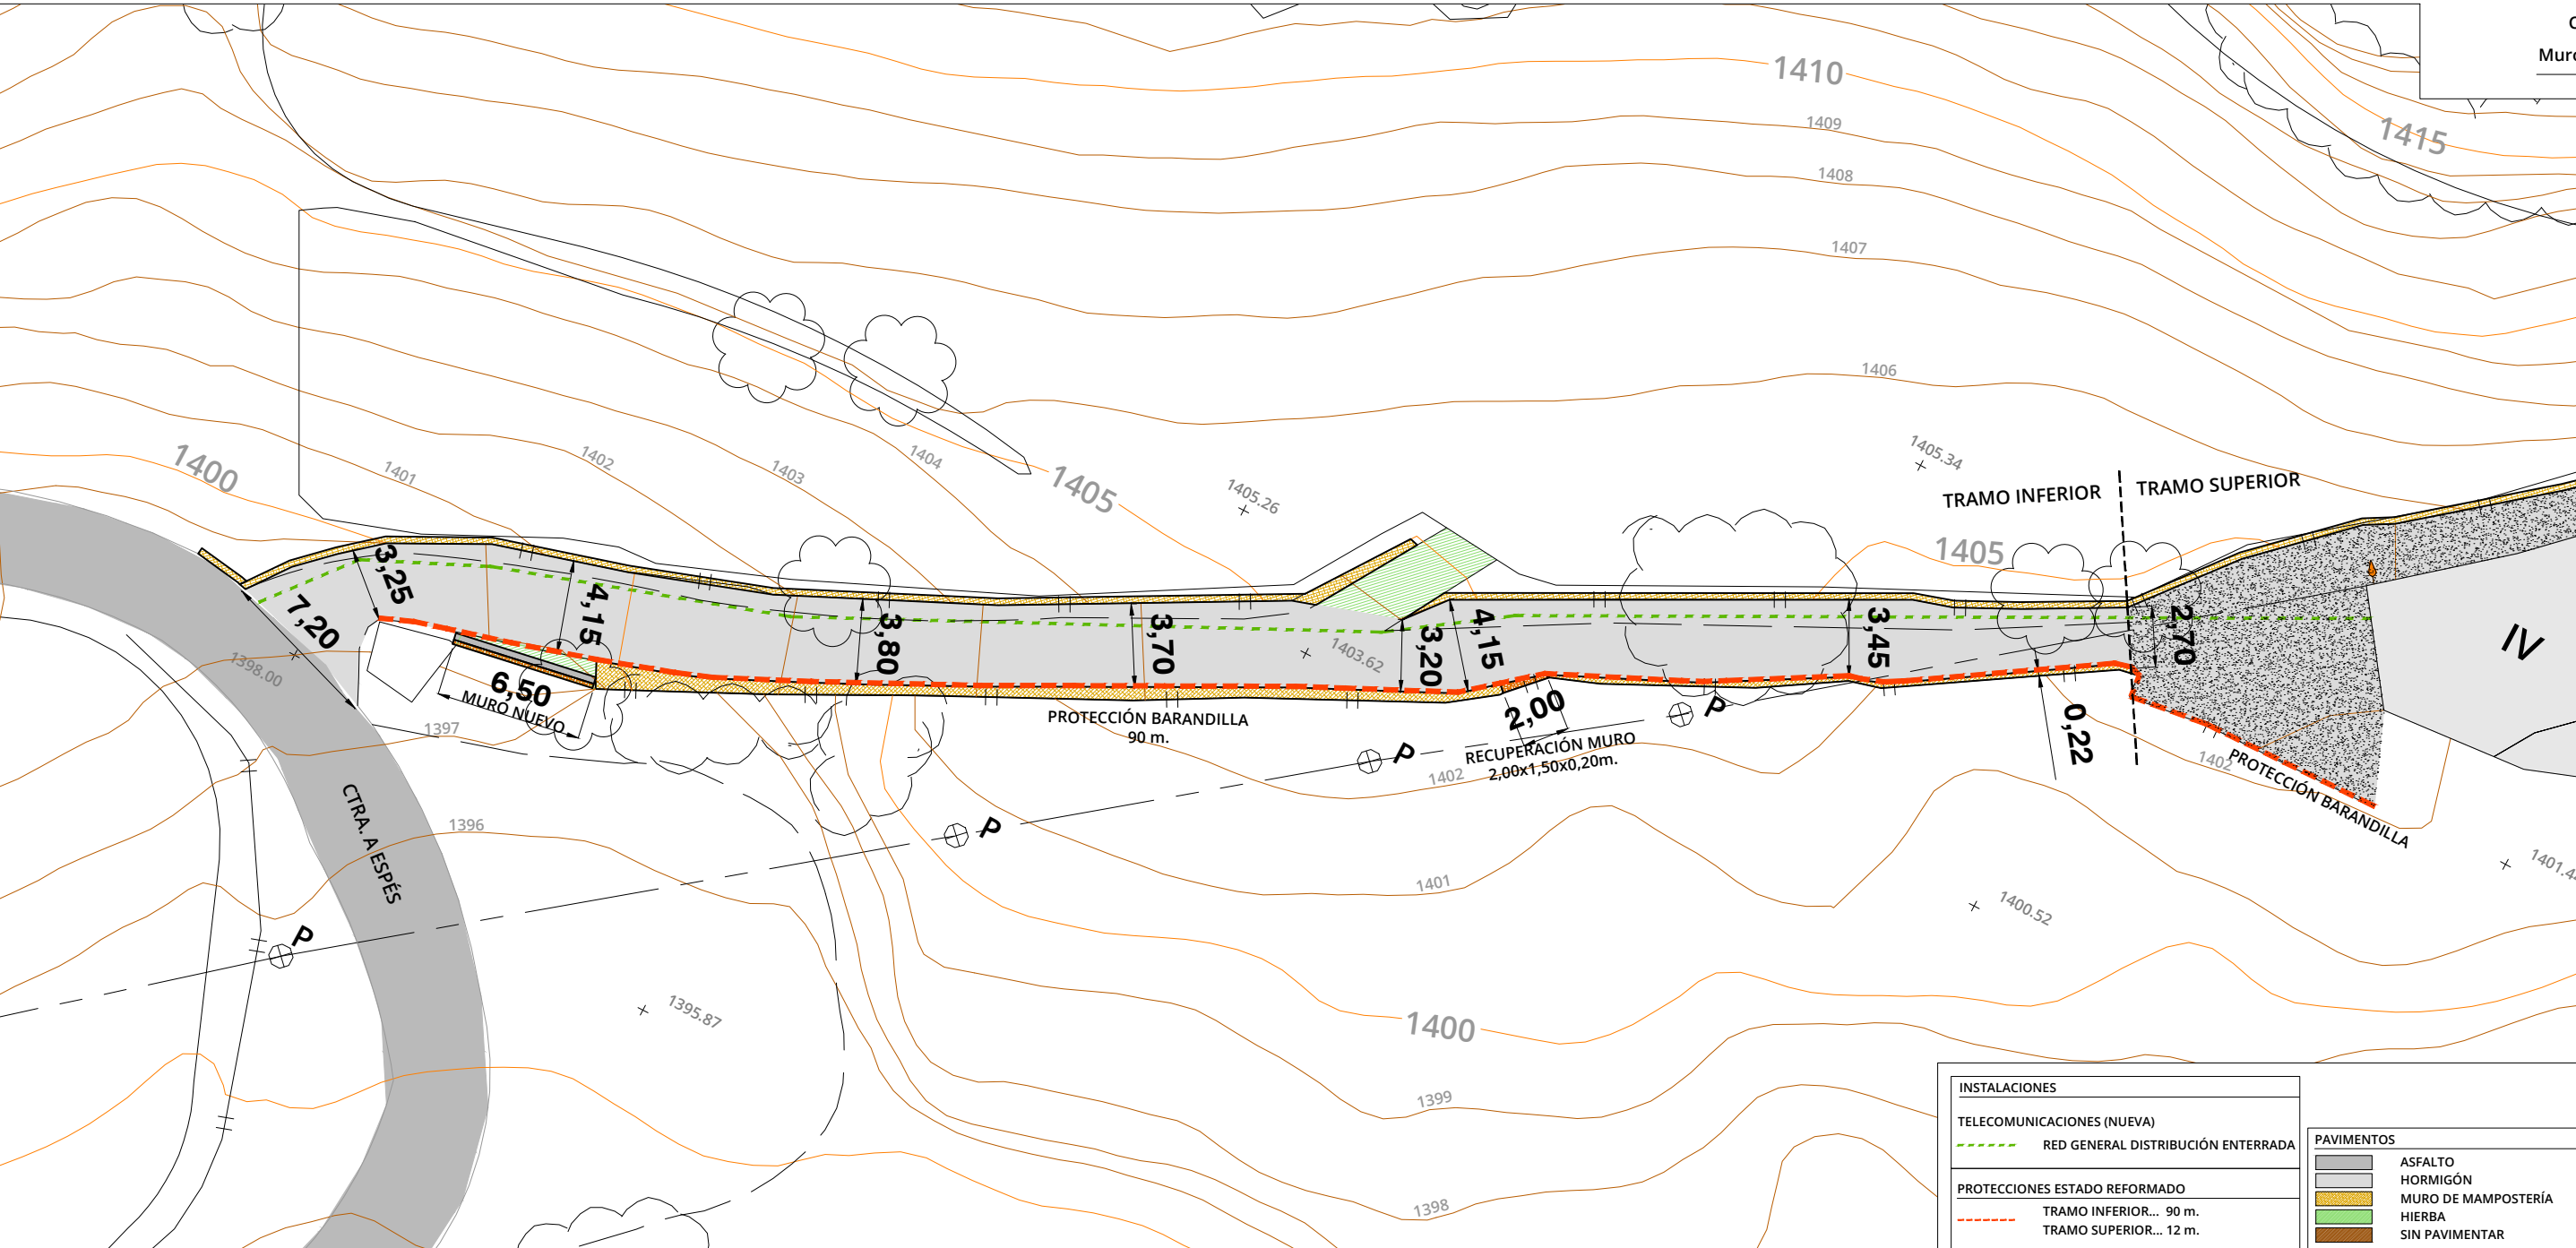 1410
1409
1408
1407
1406
1415
Muro
1400
1401
1402
1403
1404
1405
1405.26
1405.34
TRAMO INFERIOR
TRAMO SUPERIOR
1405
3,25
7,20
4,15
3,80
3,70
3,20
4,15
3,45
2,70
IV
1398.00
1403.62
6,50
MURO NUEVO
1397
PROTECCIÓN BARANDILLA
90 m.
2,00
RECUPERACIÓN MURO
2,00x1,50x0,20m.
P
P
P
P
0,22
1402
1402
PROTECCIÓN BARANDILLA
CTRA. A ESPÉS
1396
1401
1400.52
1395.87
1400
1399
1398
INSTALACIONES
TELECOMUNICACIONES (NUEVA)
RED GENERAL DISTRIBUCIÓN ENTERRADA
PROTECCIONES ESTADO REFORMADO
TRAMO INFERIOR... 90 m.
TRAMO SUPERIOR... 12 m.
PAVIMENTOS
ASFALTO
HORMIGÓN
MURO DE MAMPOSTERÍA
HIERBA
SIN PAVIMENTAR